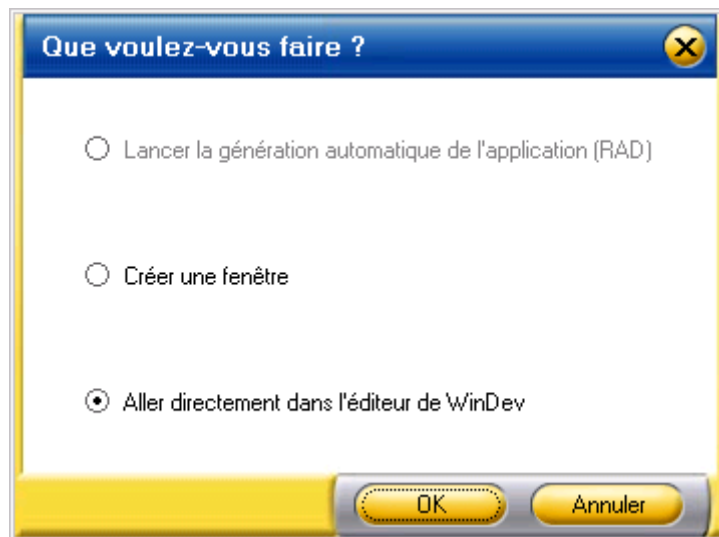 Que voulez-vous faire ?
Lancer la génération automatique de l'application (RAD)
Créer une fenêtre
Aller directement dans l'éditeur de WinDev
OK
Annuler